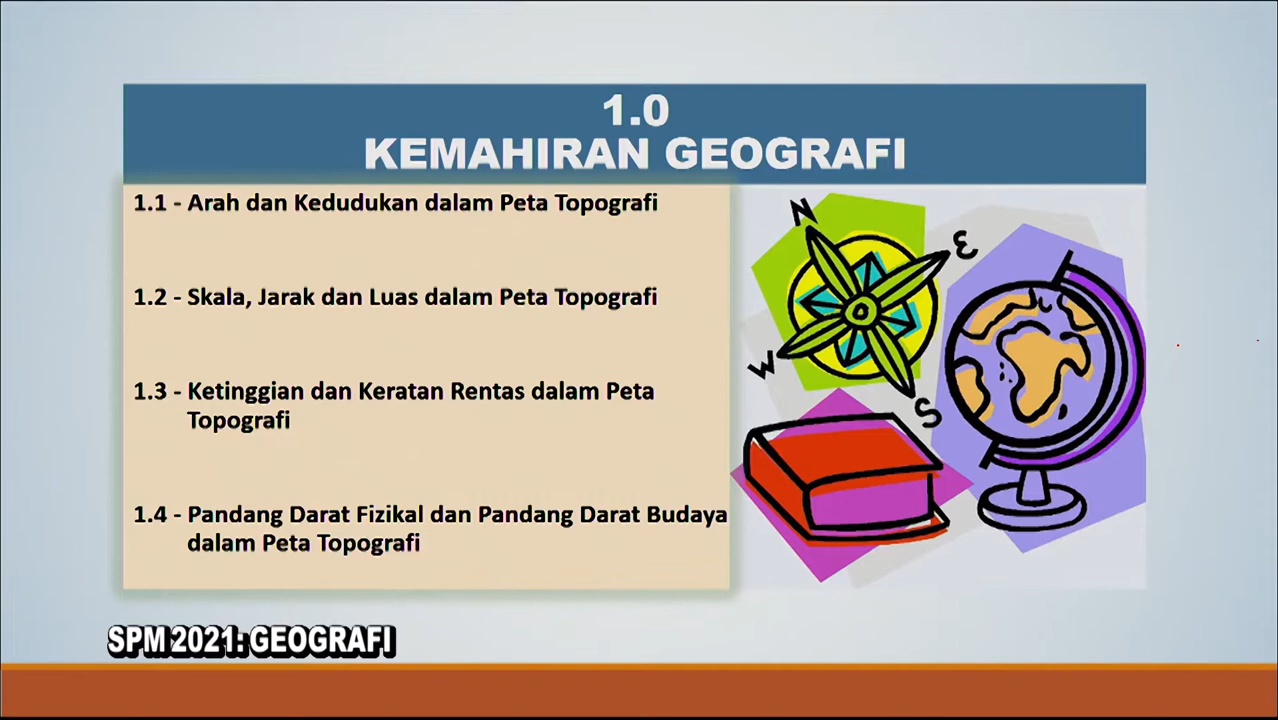 1.0
KEMAHIRAN GEOGRAFI
1.1 - Arah dan Kedudukan dalam Peta Topografi
1.2 - Skala, Jarak dan Luas dalam Peta Topografi
1.3 - Ketinggian dan Keratan Rentas dalam Peta
Topografi
1.4 - Pandang Darat Fizikal dan Pandang Darat Budaya
dalam Peta Topografi
N
E
W
S
SPM 2021: GEOGRAFI